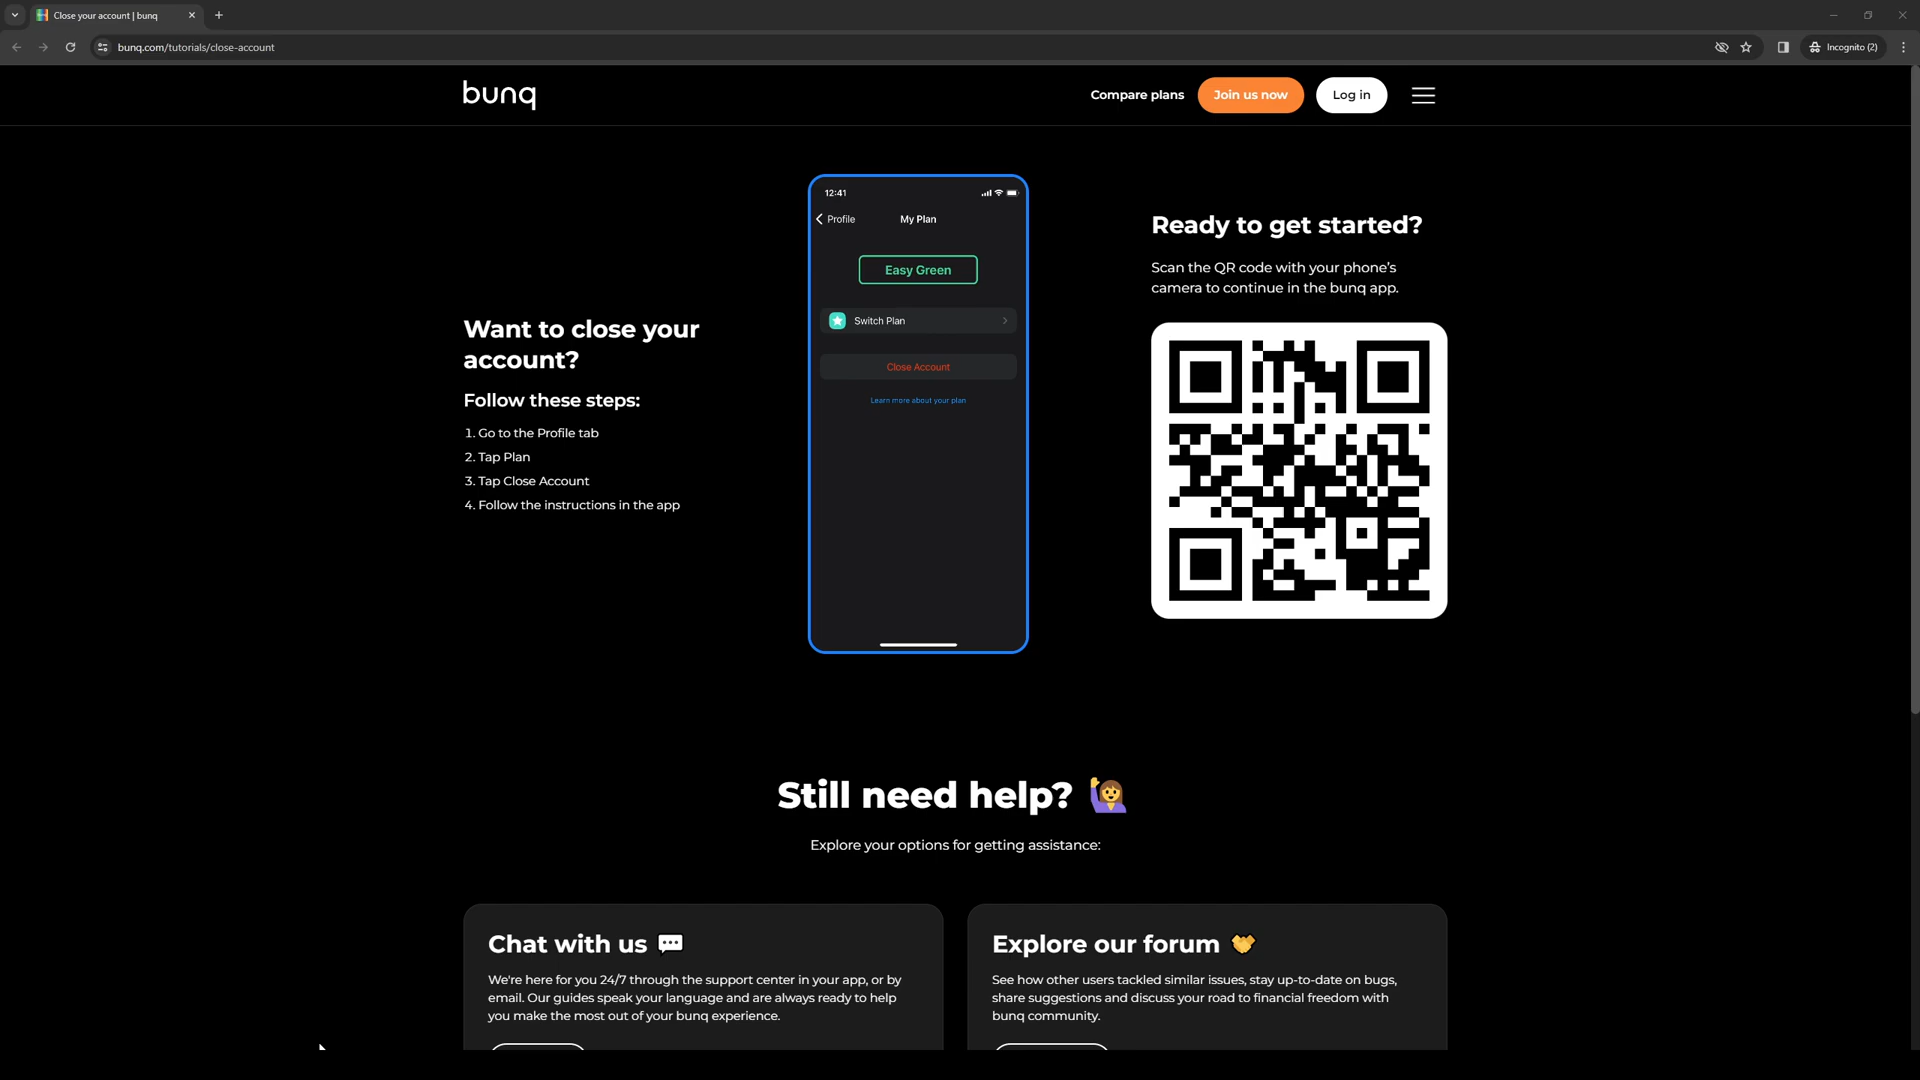 Close your account | bunq
bunq.com/tutorials/close-account
Incognito (2)
bunq
Compare plans
Join us now
Log in
Want to close your
account?
Follow these steps:
1. Go to the Profile tab
2. Tap Plan
3. Tap Close Account
4. Follow the instructions in the app
12:41
Profile
My Plan
Easy Green
Switch Plan
Close Account
Learn more about your plan
Ready to get started?
Scan the QR code with your phone's
camera to continue in the bunq app.
Still need help? 🙋‍♀️
Explore your options for getting assistance:
Chat with us 💬
We're here for you 24/7 through the support center in your app, or by
email. Our guides speak your language and are always ready to help
you make the most out of your bunq experience.
Explore our forum 🤝
See how other users tackled similar issues, stay up-to-date on bugs,
share suggestions and discuss your road to financial freedom with
bunq community.